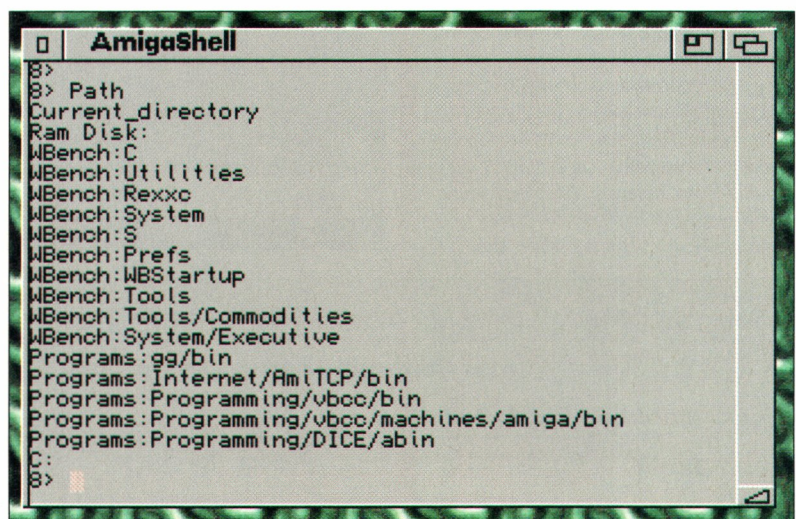 AmigaShell
8>
8> Path
Current_directory
Ram Disk:
WBench:C
WBench:Utilities
WBench:Rexxc
WBench:System
WBench:S
WBench:Prefs
WBench:WBStartup
WBench:Tools
WBench:Tools/Commodities
WBench:System/Executive
Programs:gg/bin
Programs:Internet/AmiTCP/bin
Programs:Programming/vbcc/bin
Programs:Programming/vbcc/machines/amiga/bin
Programs:Programming/DICE/abin
C:
8>